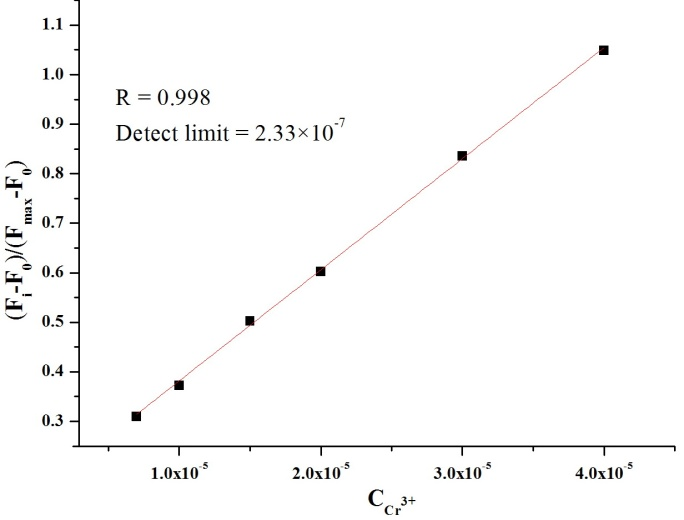 1.1
1.0
0.9
0.8
0.7
0.6
0.5
0.4
0.3
(Fi-F0)/(Fmax-F0)
R = 0.998
Detect limit = 2.33×10-7
1.0x10-5 2.0x10-5 3.0x10-5 4.0x10-5
CCr3+